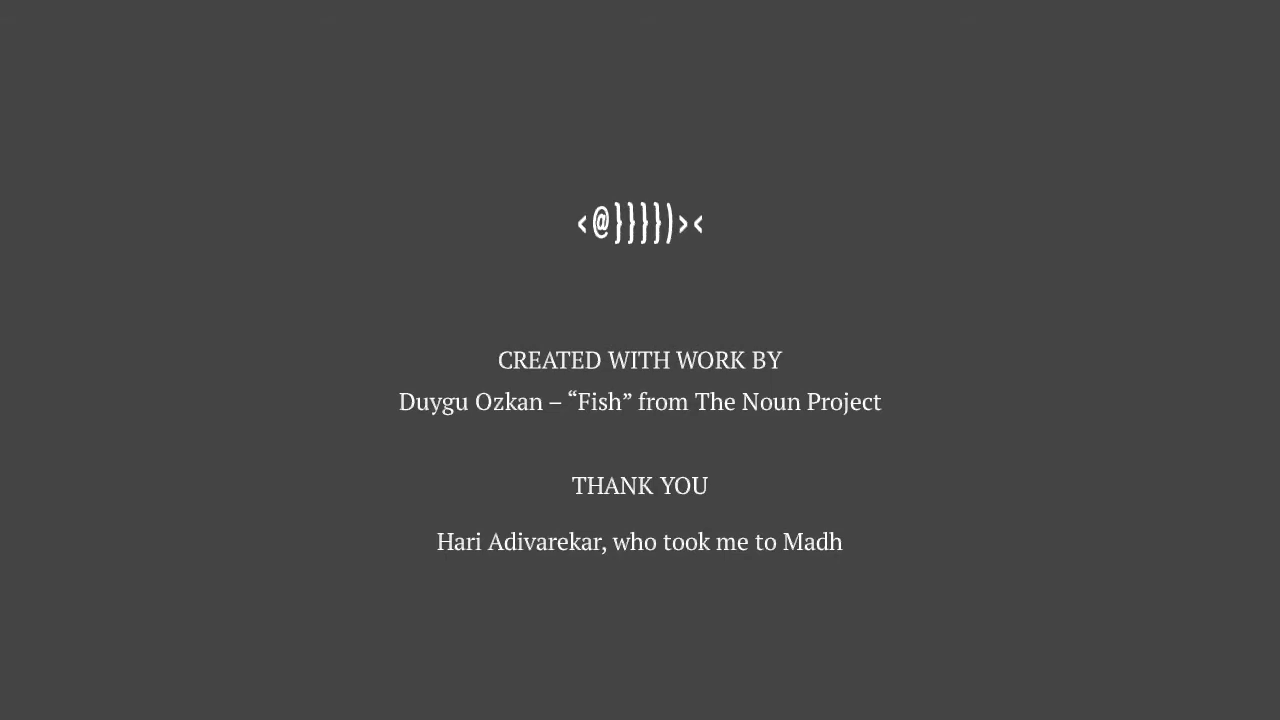 <@}}}})><
CREATED WITH WORK BY
Duygu Ozkan – “Fish” from The Noun Project
THANK YOU
Hari Adivarekar, who took me to Madh